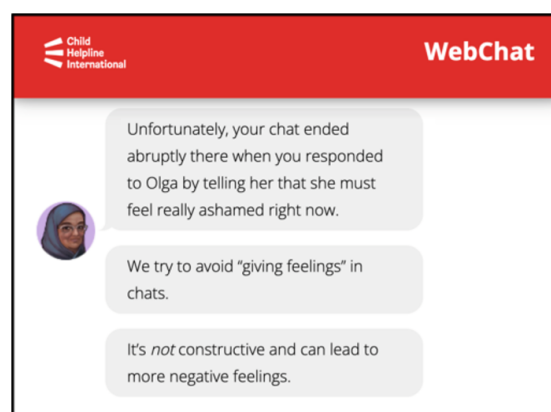 Child
Helpline
International
WebChat
Unfortunately, your chat ended
abruptly there when you responded
to Olga by telling her that she must
feel really ashamed right now.
We try to avoid “giving feelings” in
chats.
It’s not constructive and can lead to
more negative feelings.